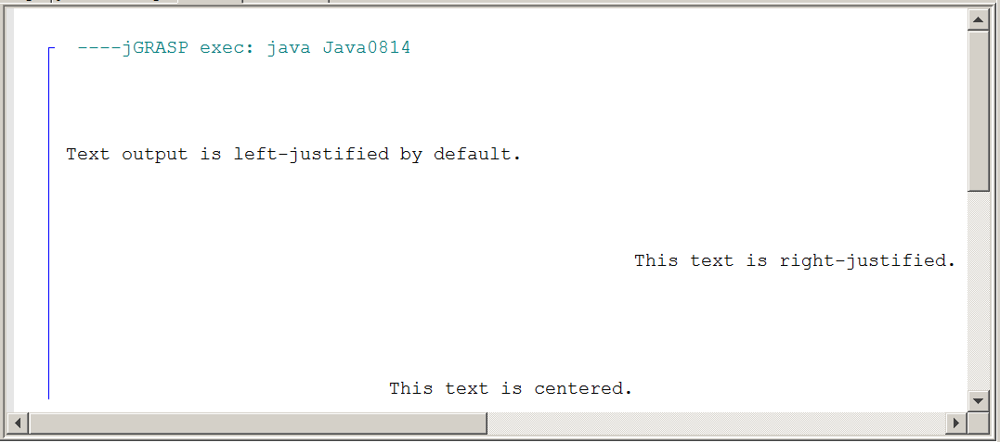 ----jGRASP exec: java Java0814
Text output is left-justified by default.
This text is right-justified.
This text is centered.